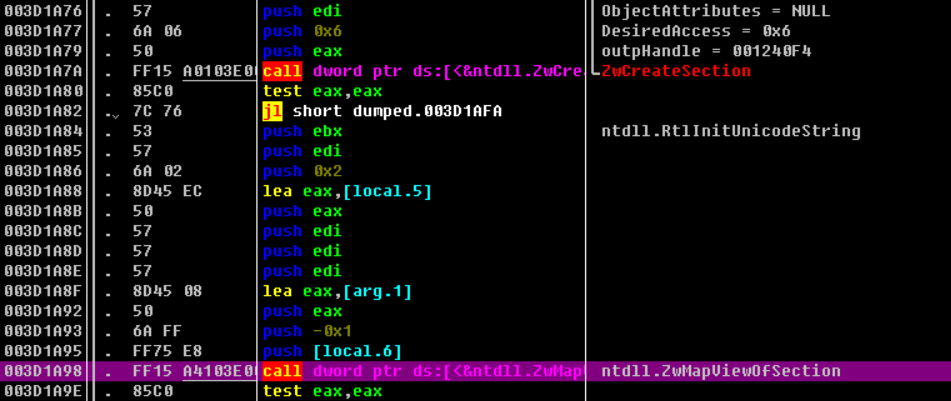 003D1A76 . 57 push edi ObjectAttributes = NULL
003D1A77 . 6A 06 push 0x6 DesiredAccess = 0x6
003D1A79 . 50 push eax outpHandle = 001240F4
003D1A7A . FF15 A0103E00 call dword ptr ds:[<&ntdll.ZwCre ZwCreateSection
003D1A80 . 85C0 test eax,eax
003D1A82 . 7C 76 jl short dumped.003D1AFA
003D1A84 . 53 push ebx ntdll.RtlInitUnicodeString
003D1A85 . 57 push edi
003D1A86 . 6A 02 push 0x2
003D1A88 . 8D45 EC lea eax,[local.5]
003D1A8B . 50 push eax
003D1A8C . 57 push edi
003D1A8D . 57 push edi
003D1A8E . 57 push edi
003D1A8F . 8D45 08 lea eax,[arg.1]
003D1A92 . 50 push eax
003D1A93 . 6A FF push -0x1
003D1A95 . FF75 E8 push [local.6]
003D1A98 . FF15 A4103E00 call dword ptr ds:[<&ntdll.ZwMap ntdll.ZwMapViewOfSection
003D1A9E . 85C0 test eax,eax